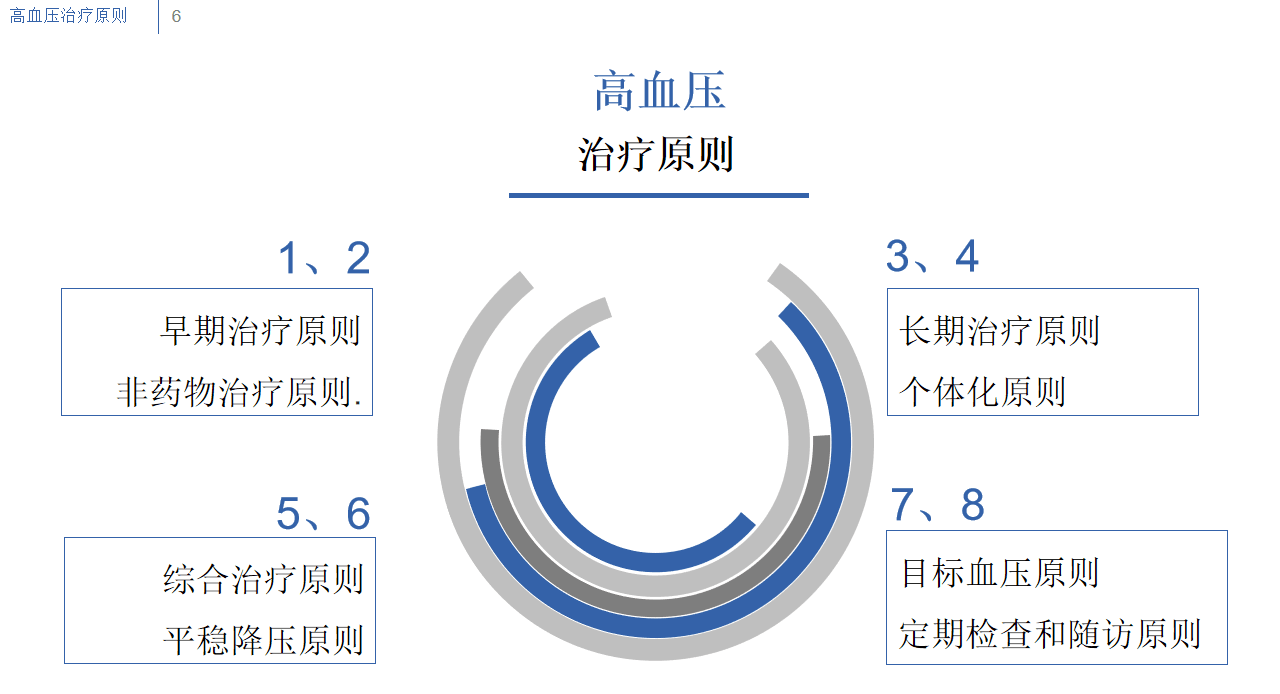 高血压治疗原则 6
高血压
治疗原则
1、2
早期治疗原则
非药物治疗原则.
3、4
长期治疗原则
个体化原则
5、6
综合治疗原则
平稳降压原则
7、8
目标血压原则
定期检查和随访原则